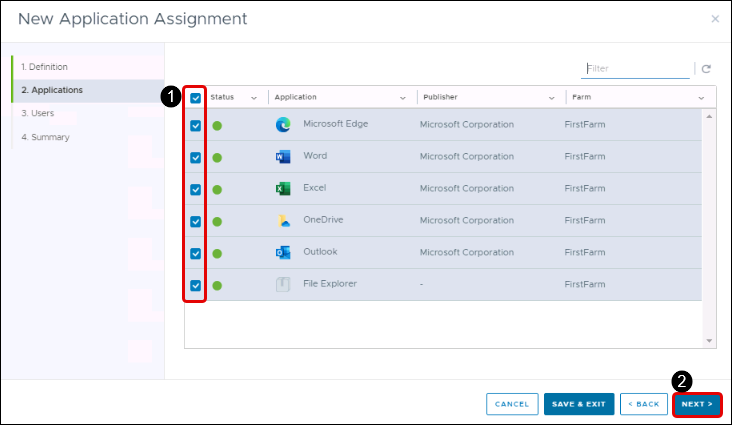 New Application Assignment
1. Definition
2. Applications
3. Users
4. Summary
Filter
1
Status Application Publisher Farm
Microsoft Edge Microsoft Corporation FirstFarm
Word Microsoft Corporation FirstFarm
Excel Microsoft Corporation FirstFarm
OneDrive Microsoft Corporation FirstFarm
Outlook Microsoft Corporation FirstFarm
File Explorer - FirstFarm
2
CANCEL SAVE & EXIT < BACK NEXT >